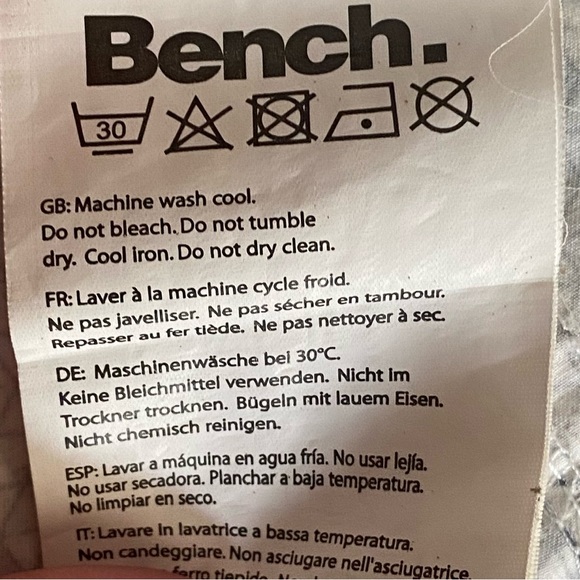 Bench.
30
GB: Machine wash cool.
Do not bleach. Do not tumble
dry. Cool iron. Do not dry clean.
FR: Laver à la machine cycle froid.
Ne pas javelliser. Ne pas sécher en tambour.
Repasser au fer tiède. Ne pas nettoyer à sec.
DE: Maschinenwäsche bei 30ºC.
Keine Bleichmittel verwenden. Nicht im
Trockner trocknen. Bügeln mit lauem Eisen.
Nicht chemisch reinigen.
ESP: Lavar a máquina en agua fría. No usar lejía.
No usar secadora. Planchar a baja temperatura.
No limpiar en seco.
IT: Lavare in lavatrice a bassa temperatura.
Non candeggiare. Non asciugare nell'asciugatrice.
ferro tiepido.